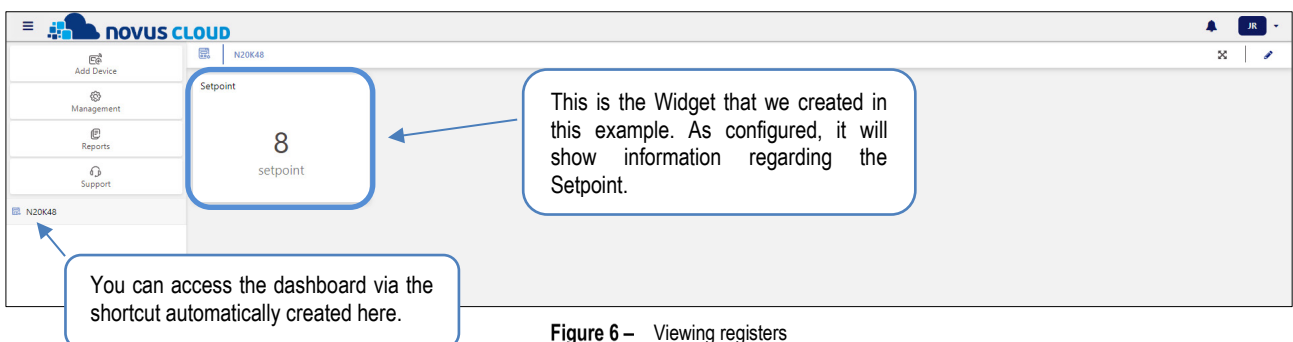 NOVUS CLOUD
JR
Add Device
Management
Reports
Support
N20K48
N20K48
Setpoint
8
setpoint
This is the Widget that we created in
this example. As configured, it will
show information regarding the
Setpoint.
You can access the dashboard via the
shortcut automatically created here.
Figure 6 – Viewing registers